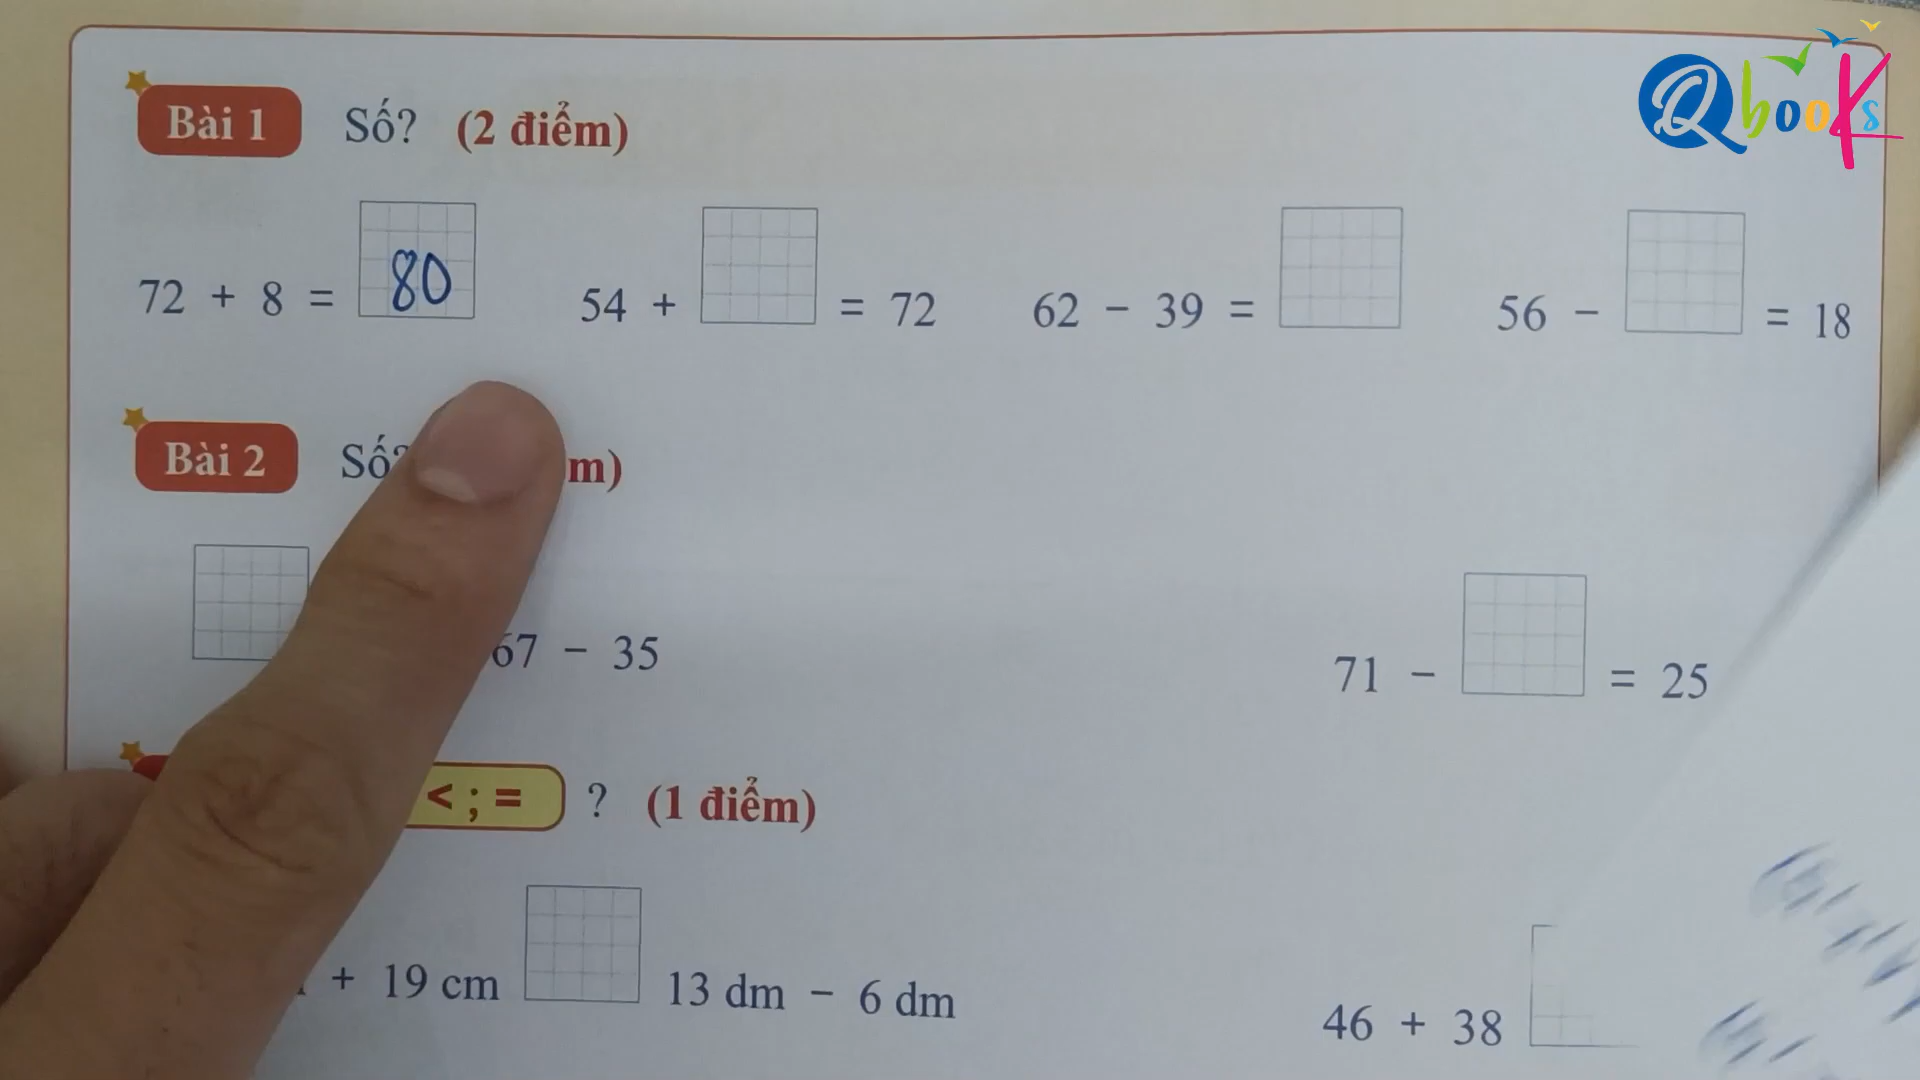 Qbooks
Bài 1 Số? (2 điểm)
72 + 8 = 80 54 + = 72 62 - 39 = 56 - = 18
Bài 2 Số m)
67 - 35 71 - = 25
< ; = ? (1 điểm)
+ 19 cm 13 dm - 6 dm 46 + 38